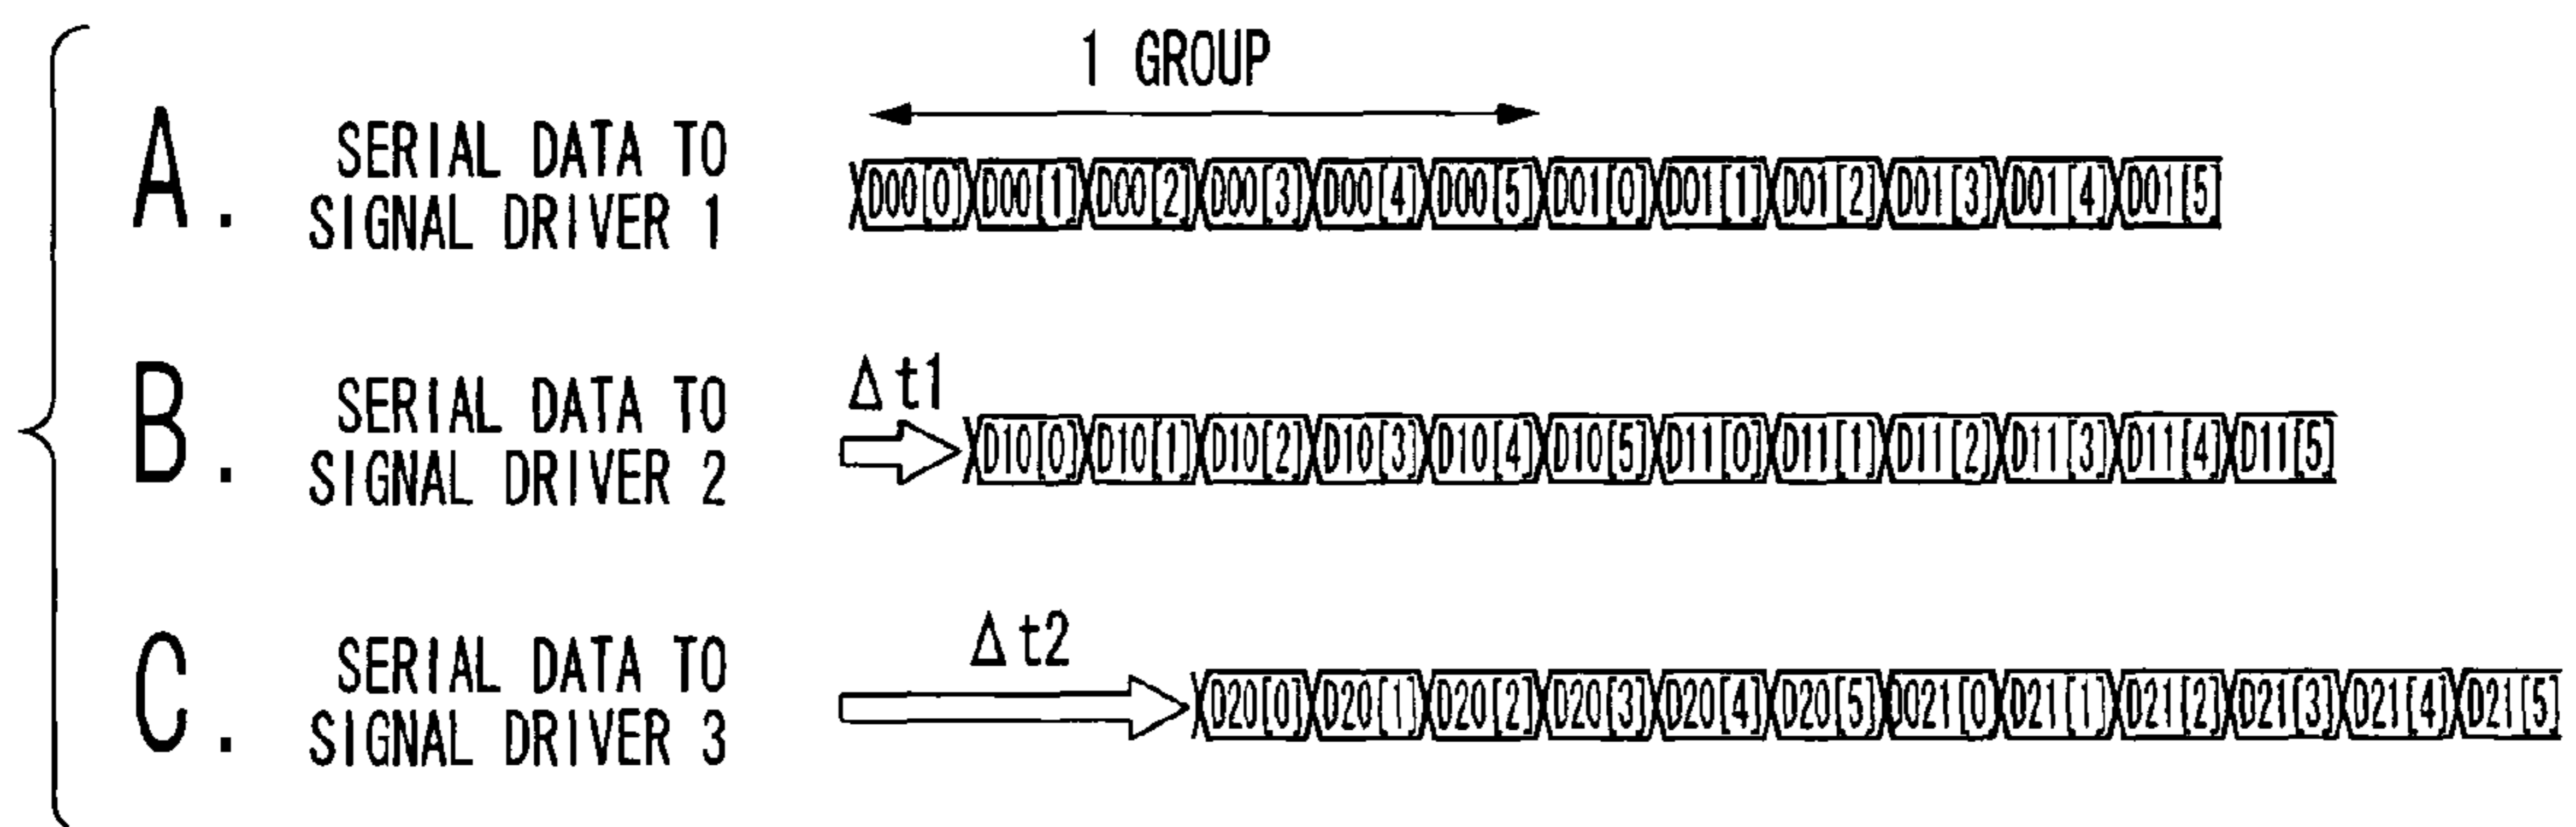 1 GROUP
A. SERIAL DATA TO
SIGNAL DRIVER 1
D00[0] D00[1] D00[2] D00[3] D00[4] D00[5] D01[0] D01[1] D01[2] D01[3] D01[4] D01[5]
Δt1
B. SERIAL DATA TO
SIGNAL DRIVER 2
D10[0] D10[1] D10[2] D10[3] D10[4] D10[5] D11[0] D11[1] D11[2] D11[3] D11[4] D11[5]
Δt2
C. SERIAL DATA TO
SIGNAL DRIVER 3
D20[0] D20[1] D20[2] D20[3] D20[4] D20[5] D021[0] D21[1] D21[2] D21[3] D21[4] D21[5]